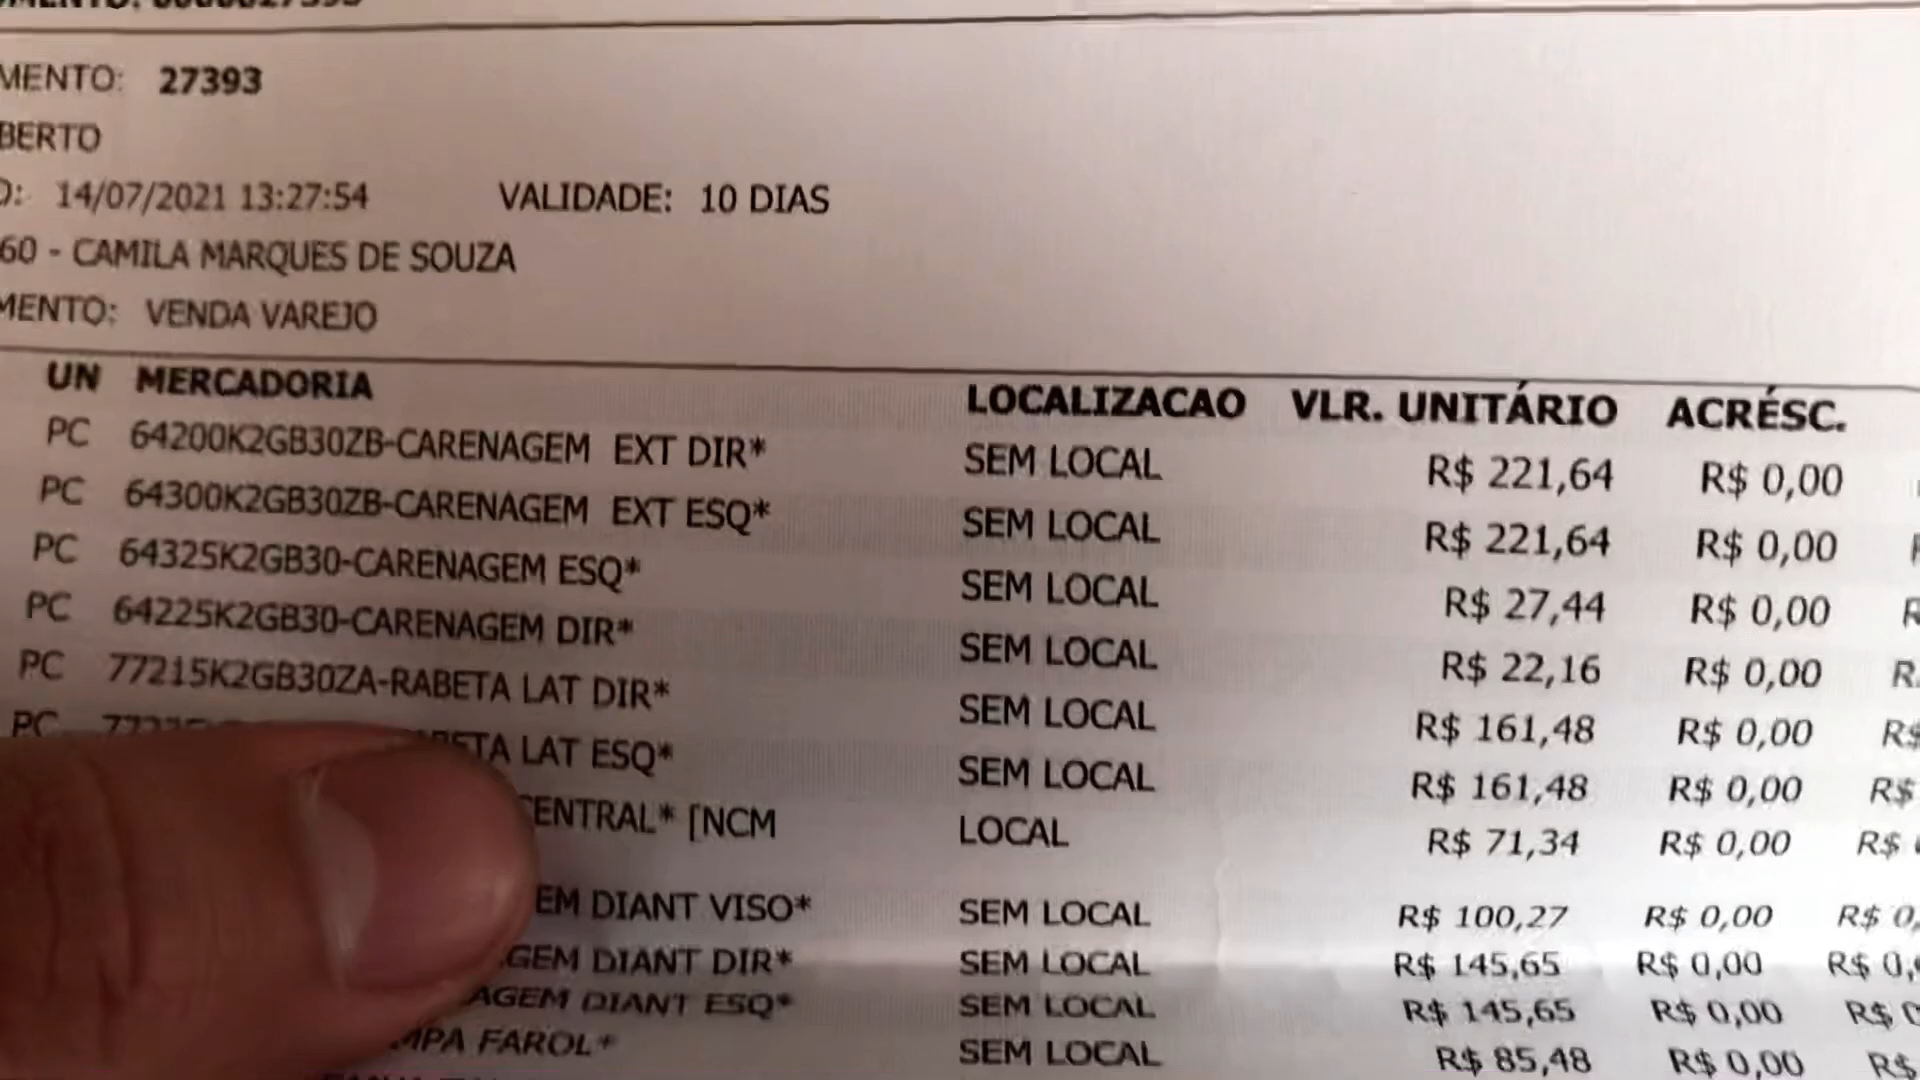 MENTO: 27393
BERTO
14/07/2021 13:27:54 VALIDADE: 10 DIAS
60 - CAMILA MARQUES DE SOUZA
MENTO: VENDA VAREJO
UN MERCADORIA LOCALIZACAO VLR. UNITÁRIO ACRÉSC.
PC 64200K2GB30ZB-CARENAGEM EXT DIR* SEM LOCAL R$ 221,64 R$ 0,00
PC 64300K2GB30ZB-CARENAGEM EXT ESQ* SEM LOCAL R$ 221,64 R$ 0,00
PC 64325K2GB30-CARENAGEM ESQ* SEM LOCAL R$ 27,44 R$ 0,00
PC 64225K2GB30-CARENAGEM DIR* SEM LOCAL R$ 22,16 R$ 0,00
PC 77215K2GB30ZA-RABETA LAT DIR* SEM LOCAL R$ 161,48 R$ 0,00 R$
PC LAT ESQ* SEM LOCAL R$ 161,48 R$ 0,00 R$
ENTRAL* [NCM LOCAL R$ 71,34 R$ 0,00 R$
EM DIANT VISO* SEM LOCAL R$ 100,27 R$ 0,00 R$ 0,
GEM DIANT DIR* SEM LOCAL R$ 145,65 R$ 0,00 R$ 0,
AGEM DIANT ESQ* SEM LOCAL R$ 145,65 R$ 0,00 R$
MPA FAROL* SEM LOCAL R$ 85,48 R$ 0,00 R$